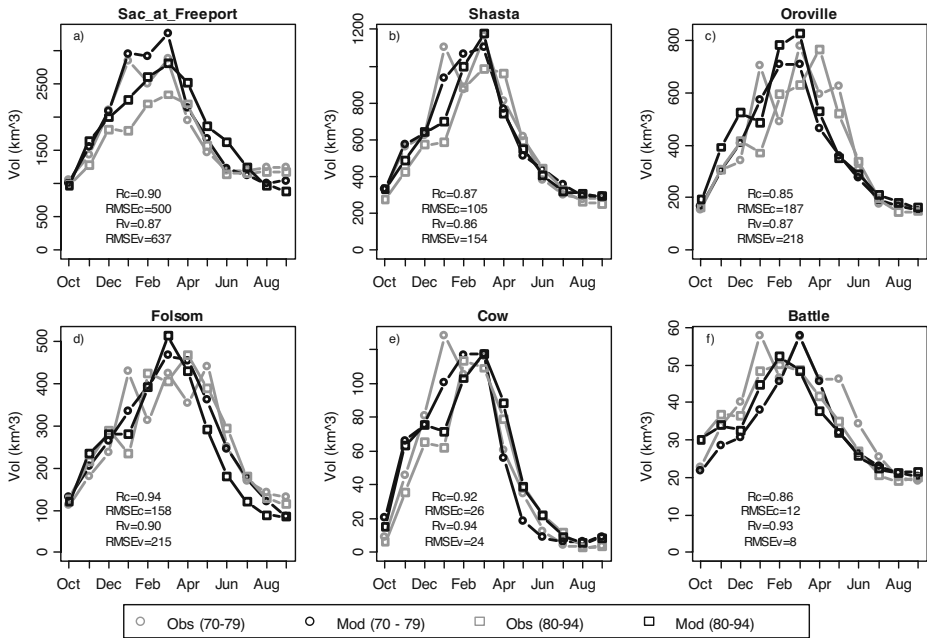 Sac_at_Freeport
a)
Vol (km^3)
500
1500
2500
Rc=0.90
RMSEc=500
Rv=0.87
RMSEv=637
Oct Dec Feb Apr Jun Aug
Shasta
b)
Vol (km^3)
0 200 400 600 800 1200
Rc=0.87
RMSEc=105
Rv=0.86
RMSEv=154
Oct Dec Feb Apr Jun Aug
Oroville
c)
Vol (km^3)
0 200 400 600 800
Rc=0.85
RMSEc=187
Rv=0.87
RMSEv=218
Oct Dec Feb Apr Jun Aug
Folsom
d)
Vol (km^3)
0 100 200 300 400 500
Rc=0.94
RMSEc=158
Rv=0.90
RMSEv=215
Oct Dec Feb Apr Jun Aug
Cow
e)
Vol (km^3)
0 20 40 60 80 100
Rc=0.92
RMSEc=26
Rv=0.94
RMSEv=24
Oct Dec Feb Apr Jun Aug
Battle
f)
Vol (km^3)
0 10 20 30 40 50 60
Rc=0.86
RMSEc=12
Rv=0.93
RMSEv=8
Oct Dec Feb Apr Jun Aug
Obs (70-79) Mod (70 - 79) Obs (80-94) Mod (80-94)